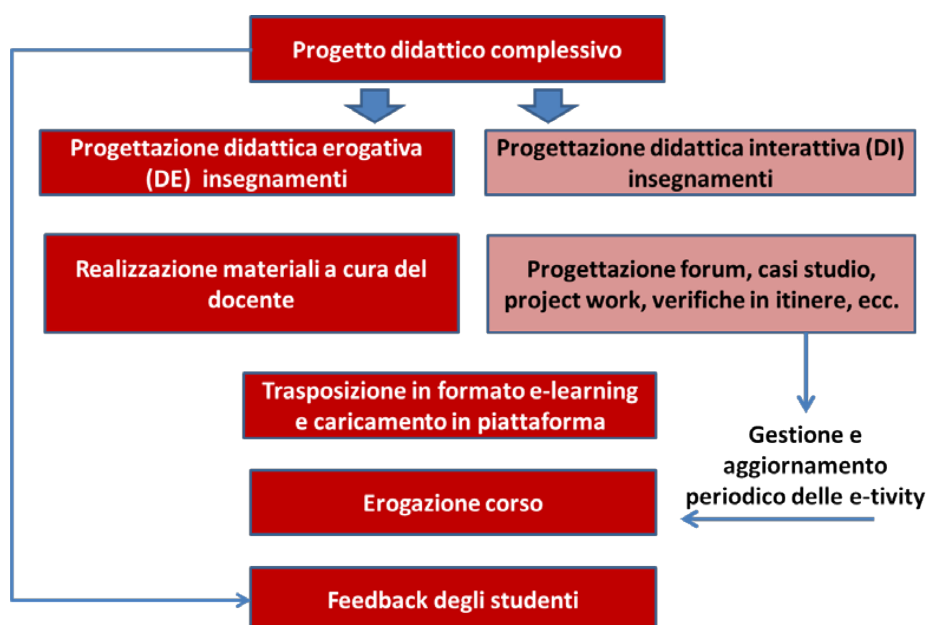 Progetto didattico complessivo
Progettazione didattica erogativa
(DE) insegnamenti
Progettazione didattica interattiva (DI)
insegnamenti
Realizzazione materiali a cura del
docente
Progettazione forum, casi studio,
project work, verifiche in itinere, ecc.
Trasposizione in formato e-learning
e caricamento in piattaforma
Gestione e
aggiornamento
periodico delle e-tivity
Erogazione corso
Feedback degli studenti